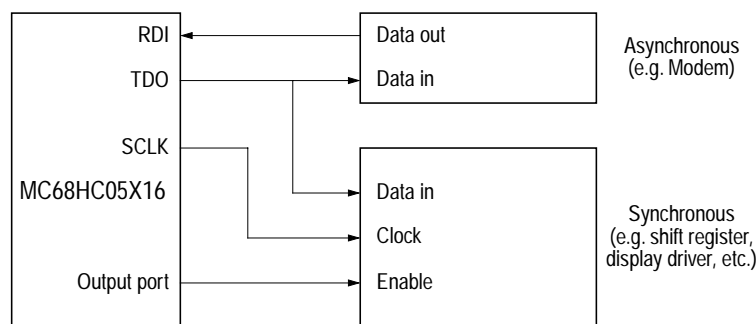 RDI
TDO
SCLK
MC68HC05X16
Output port
Data out
Data in
Asynchronous
(e.g. Modem)
Data in
Clock
Enable
Synchronous
(e.g. shift register,
display driver, etc.)